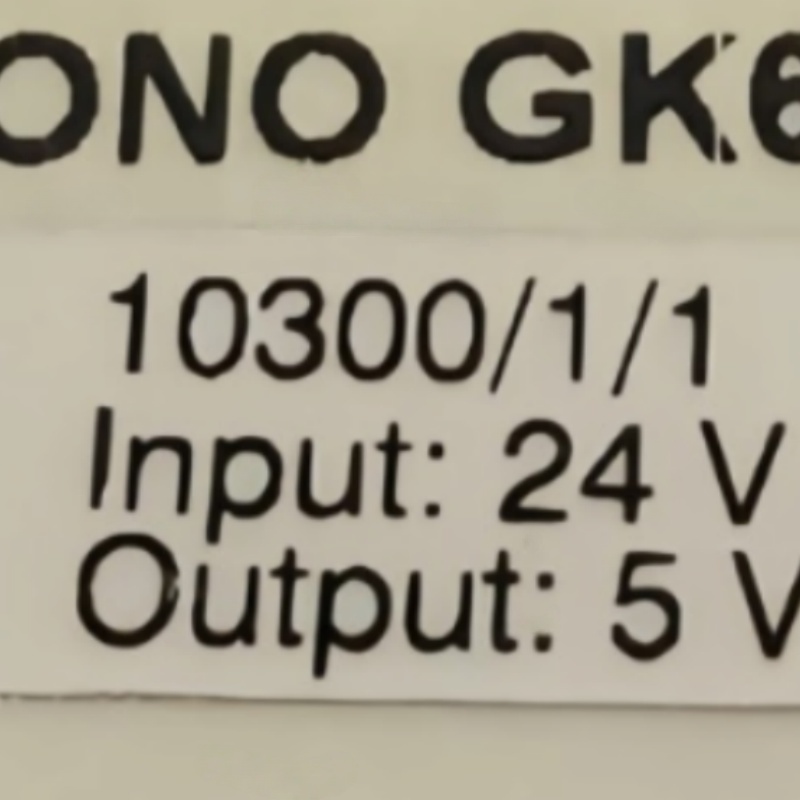 ONO GK6
10300/1/1
Input: 24 V
Output: 5 V